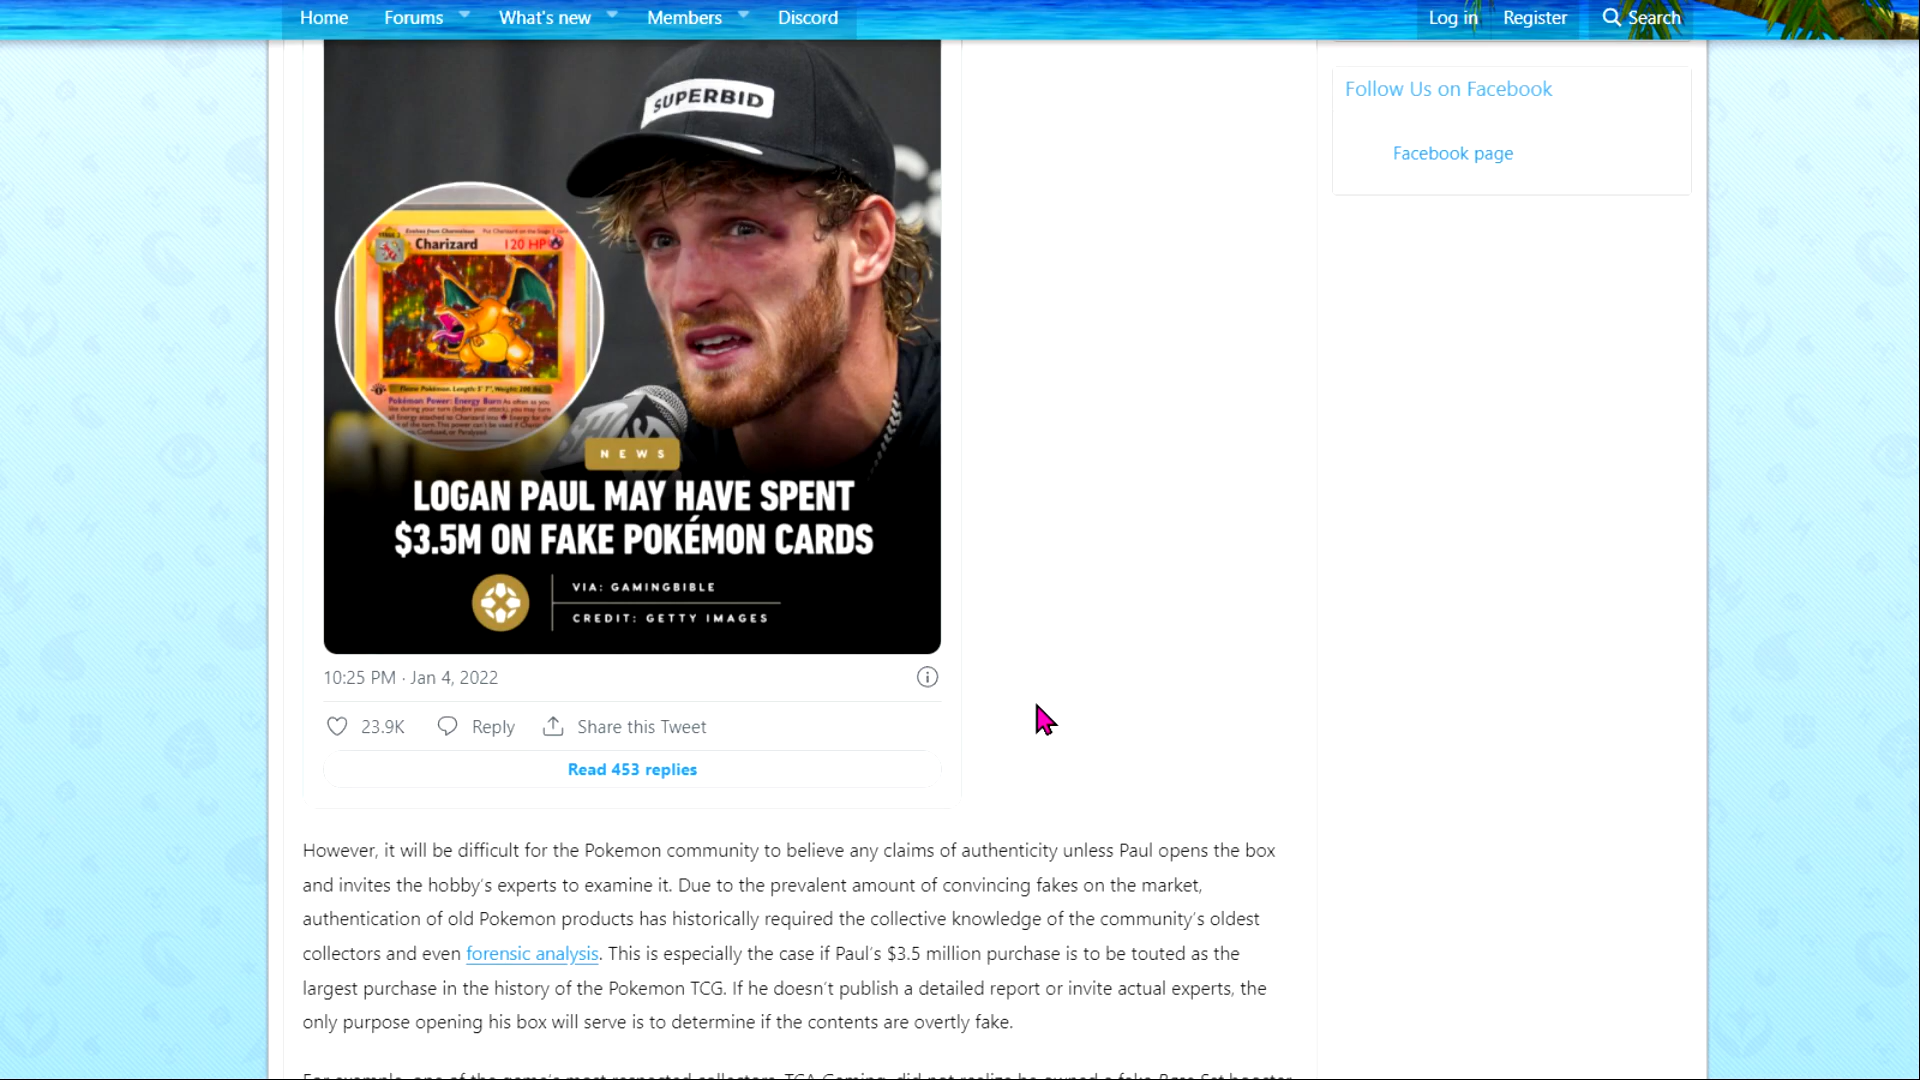 Home Forums What's new Members Discord Log in Register Search
SUPERBID
Charizard 120 HP
NEWS
LOGAN PAUL MAY HAVE SPENT
$3.5M ON FAKE POKÉMON CARDS
VIA: GAMINGBIBLE
CREDIT: GETTY IMAGES
10:25 PM · Jan 4, 2022
23.9K Reply Share this Tweet
Read 453 replies
However, it will be difficult for the Pokemon community to believe any claims of authenticity unless Paul opens the box
and invites the hobby's experts to examine it. Due to the prevalent amount of convincing fakes on the market,
authentication of old Pokemon products has historically required the collective knowledge of the community's oldest
collectors and even forensic analysis. This is especially the case if Paul's $3.5 million purchase is to be touted as the
largest purchase in the history of the Pokemon TCG. If he doesn't publish a detailed report or invite actual experts, the
only purpose opening his box will serve is to determine if the contents are overtly fake.
Follow Us on Facebook
Facebook page